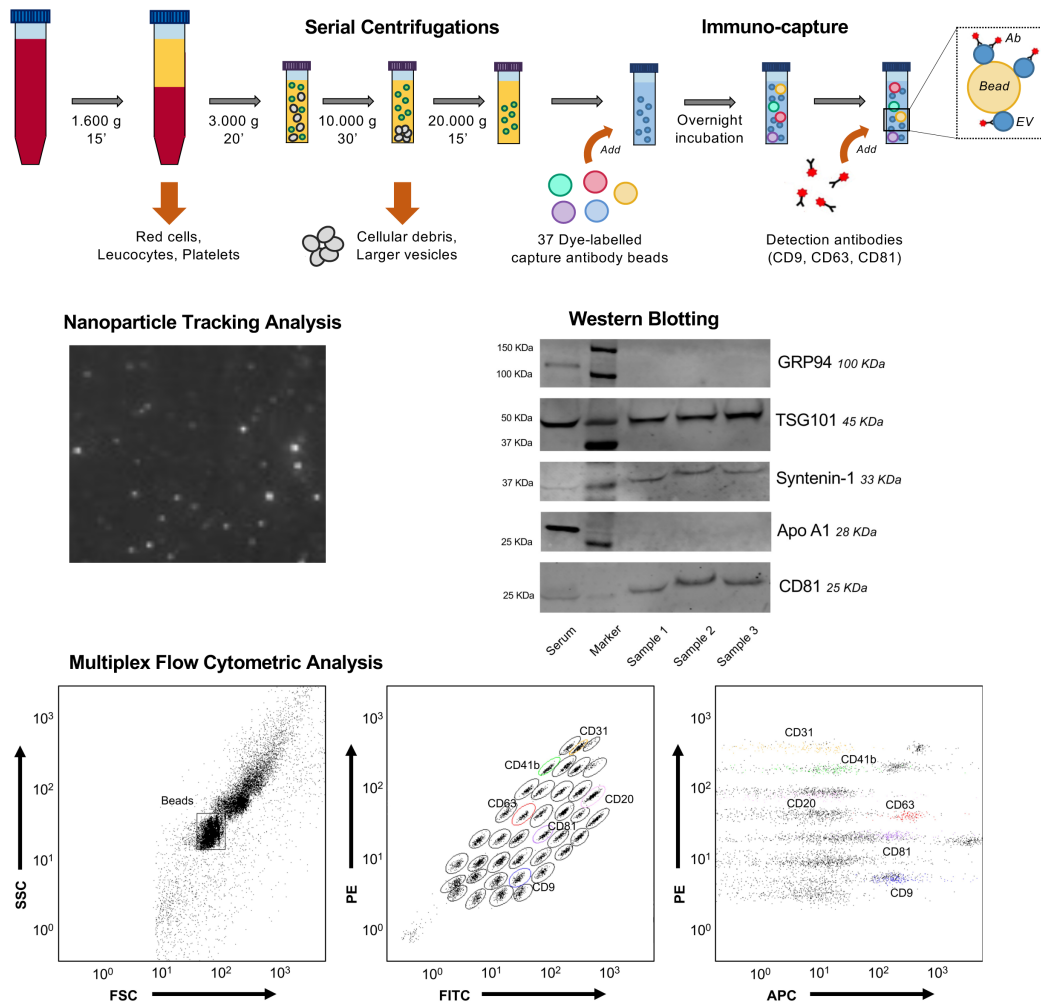 Serial Centrifugations
Immuno-capture
1.600 g
15’
3.000 g
20’
10.000 g
30’
20.000 g
15’
Add
Overnight
incubation
Add
Ab
Bead
EV
Red cells,
Leucocytes, Platelets
Cellular debris,
Larger vesicles
37 Dye-labelled
capture antibody beads
Detection antibodies
(CD9, CD63, CD81)
Nanoparticle Tracking Analysis
Western Blotting
150 KDa
100 KDa
GRP94 100 KDa
50 KDa
37 KDa
TSG101 45 KDa
37 KDa
Syntenin-1 33 KDa
25 KDa
Apo A1 28 KDa
25 KDa
CD81 25 KDa
Serum
Marker
Sample 1
Sample 2
Sample 3
Multiplex Flow Cytometric Analysis
SSC
10³
10²
10¹
10⁰
Beads
10⁰ 10¹ 10² 10³
FSC
PE
10³
10²
10¹
10⁰
CD31
CD41b
CD63
CD20
CD81
CD9
10⁰ 10¹ 10² 10³
FITC
PE
10³
10²
10¹
10⁰
CD31
CD41b
CD20
CD63
CD81
CD9
10⁰ 10¹ 10² 10³
APC